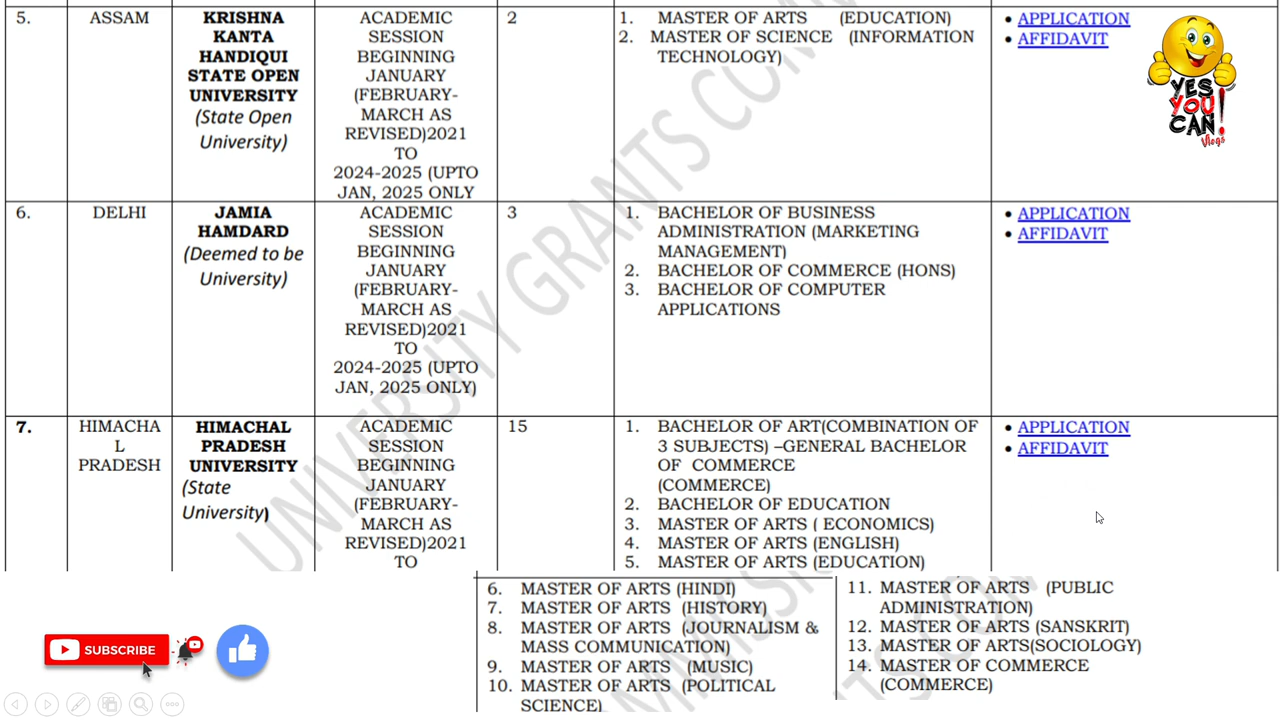 5.
ASSAM
KRISHNA
KANTA
HANDIQUI
STATE OPEN
UNIVERSITY
(State Open
University)
ACADEMIC
SESSION
BEGINNING
JANUARY
(FEBRUARY-
MARCH AS
REVISED)2021
TO
2024-2025 (UPTO
JAN, 2025 ONLY
2
1. MASTER OF ARTS (EDUCATION)
2. MASTER OF SCIENCE (INFORMATION
TECHNOLOGY)
• APPLICATION
• AFFIDAVIT
YES
YOU
CAN!
Vlogs
6.
DELHI
JAMIA
HAMDARD
(Deemed to be
University)
ACADEMIC
SESSION
BEGINNING
JANUARY
(FEBRUARY-
MARCH AS
REVISED)2021
TO
2024-2025 (UPTO
JAN, 2025 ONLY)
3
1. BACHELOR OF BUSINESS
ADMINISTRATION (MARKETING
MANAGEMENT)
2. BACHELOR OF COMMERCE (HONS)
3. BACHELOR OF COMPUTER
APPLICATIONS
• APPLICATION
• AFFIDAVIT
7.
HIMACHA
L
PRADESH
HIMACHAL
PRADESH
UNIVERSITY
(State
University)
ACADEMIC
SESSION
BEGINNING
JANUARY
(FEBRUARY-
MARCH AS
REVISED)2021
TO
15
1. BACHELOR OF ART(COMBINATION OF
3 SUBJECTS) –GENERAL BACHELOR
OF COMMERCE
(COMMERCE)
2. BACHELOR OF EDUCATION
3. MASTER OF ARTS ( ECONOMICS)
4. MASTER OF ARTS (ENGLISH)
5. MASTER OF ARTS (EDUCATION)
• APPLICATION
• AFFIDAVIT
6. MASTER OF ARTS (HINDI)
7. MASTER OF ARTS (HISTORY)
8. MASTER OF ARTS (JOURNALISM &
MASS COMMUNICATION)
9. MASTER OF ARTS (MUSIC)
10. MASTER OF ARTS (POLITICAL
SCIENCE)
11. MASTER OF ARTS (PUBLIC
ADMINISTRATION)
12. MASTER OF ARTS (SANSKRIT)
13. MASTER OF ARTS(SOCIOLOGY)
14. MASTER OF COMMERCE
(COMMERCE)
SUBSCRIBE
UNIVERSITY GRANTS COMM